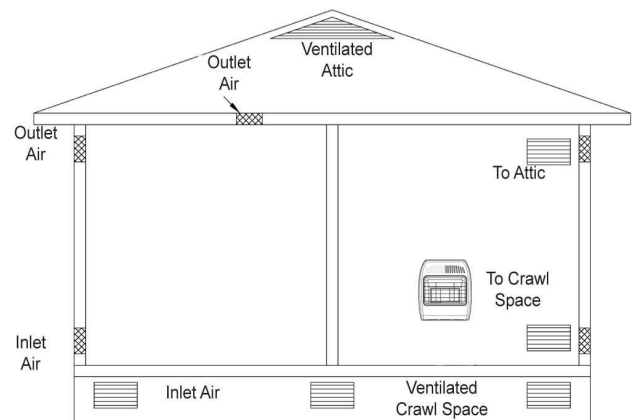 Ventilated
Attic
Outlet
Air
Outlet
Air
To Attic
To Crawl
Space
Inlet
Air
Inlet Air
Ventilated
Crawl Space